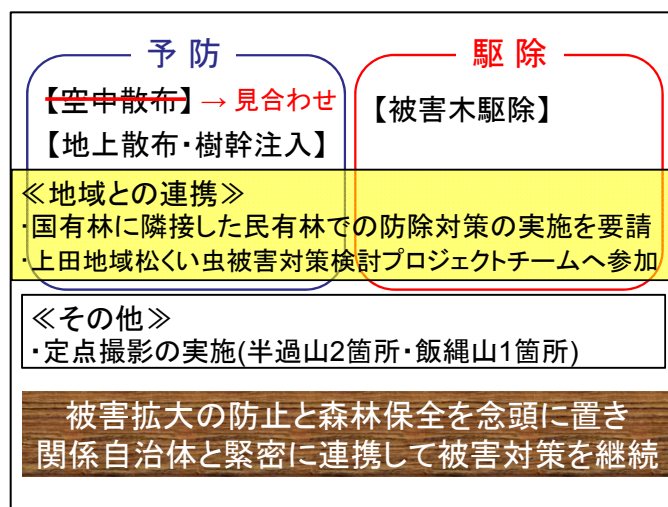 予 防
【空中散布】→ 見合わせ
【地上散布・樹幹注入】
駆 除
【被害木駆除】
≪地域との連携≫
・国有林に隣接した民有林での防除対策の実施を要請
・上田地域松くい虫被害対策検討プロジェクトチームへ参加
≪その他≫
・定点撮影の実施(半過山2箇所・飯縄山1箇所)
被害拡大の防止と森林保全を念頭に置き
関係自治体と緊密に連携して被害対策を継続